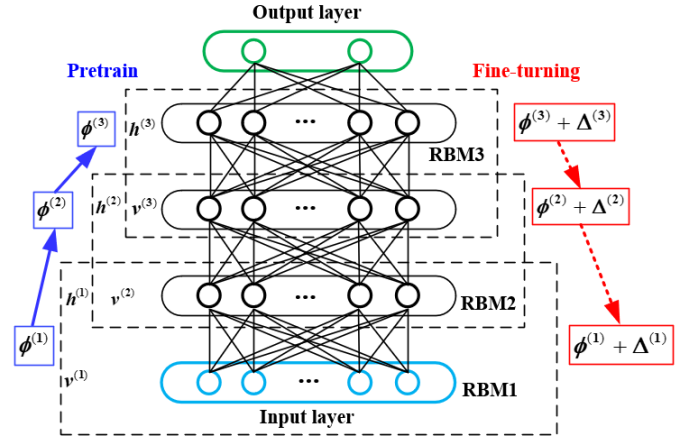 Output layer
Pretrain
Fine-turning
ϕ⁽³⁾
h⁽³⁾
...
RBM3
ϕ⁽³⁾ + Δ⁽³⁾
ϕ⁽²⁾
h⁽²⁾
v⁽³⁾
...
ϕ⁽²⁾ + Δ⁽²⁾
h⁽¹⁾
v⁽²⁾
...
RBM2
ϕ⁽¹⁾
ϕ⁽¹⁾ + Δ⁽¹⁾
v⁽¹⁾
...
RBM1
Input layer